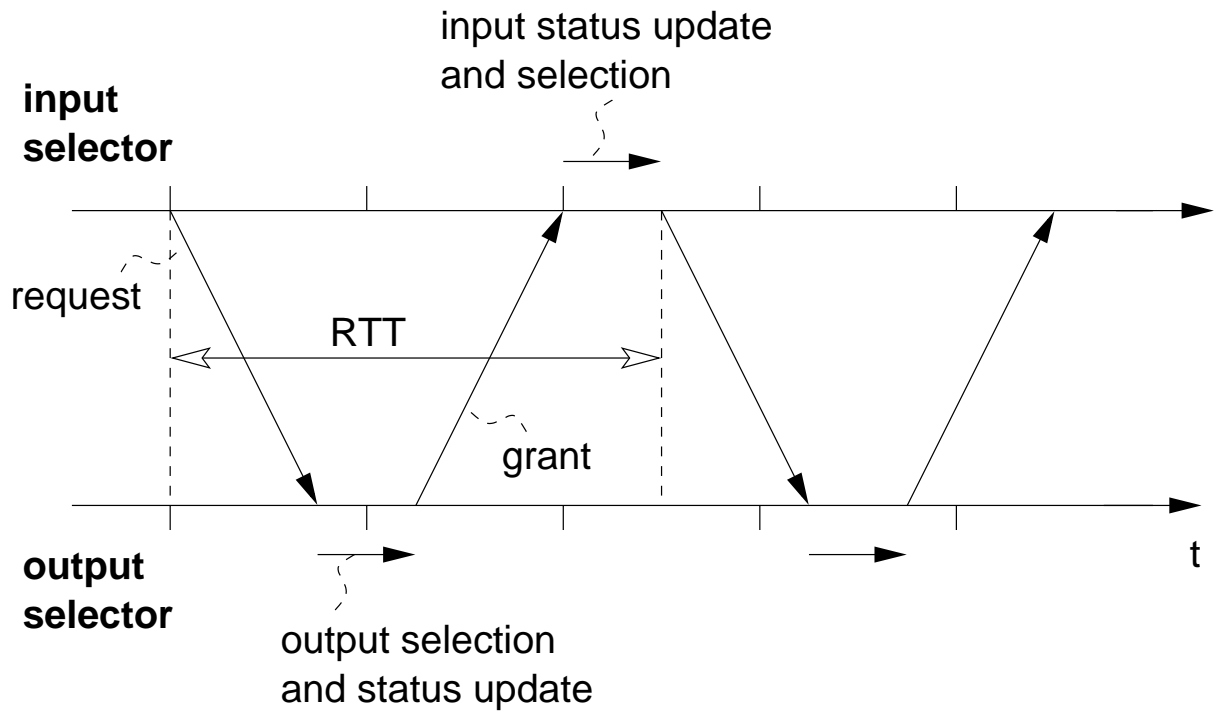 input status update
and selection
input
selector
request
RTT
grant
output
selector
t
output selection
and status update